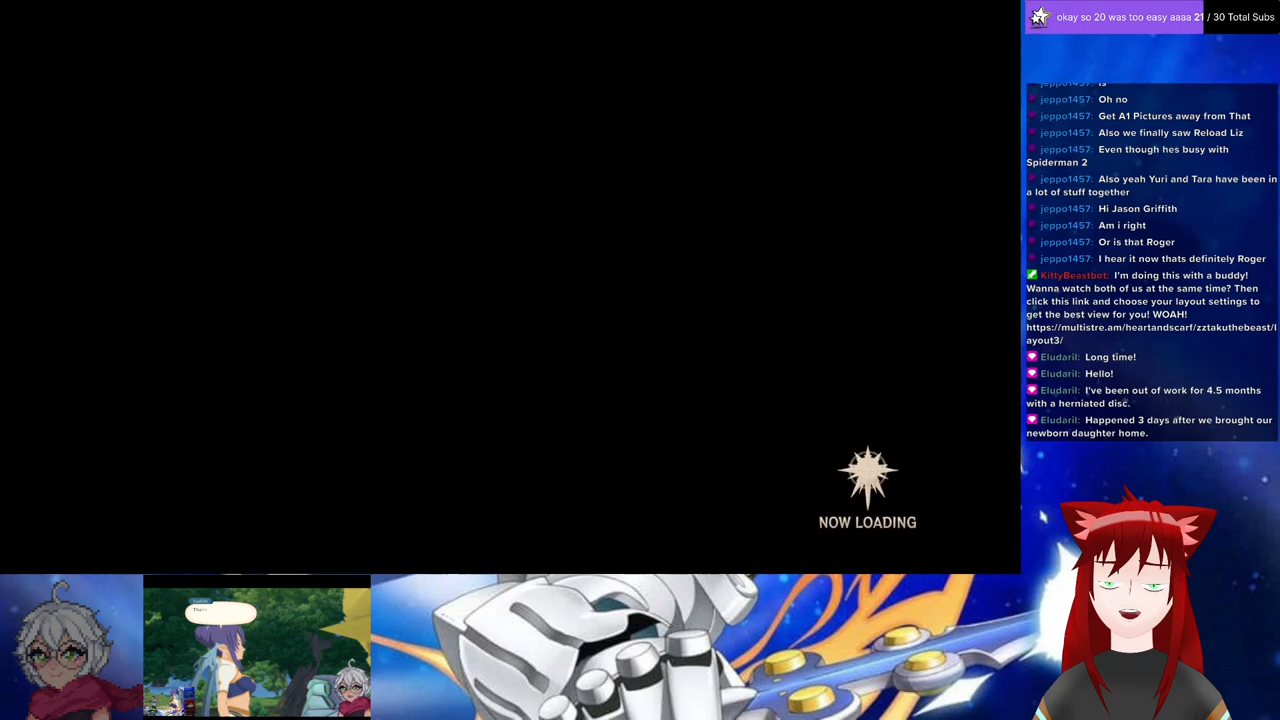 okay so 20 was too easy aaaa 21 / 30 Total Subs
jeppo1457: is
jeppo1457: Oh no
jeppo1457: Get A1 Pictures away from That
jeppo1457: Also we finally saw Reload Liz
jeppo1457: Even though hes busy with
Spiderman 2
jeppo1457: Also yeah Yuri and Tara have been in
a lot of stuff together
jeppo1457: Hi Jason Griffith
jeppo1457: Am i right
jeppo1457: Or is that Roger
jeppo1457: I hear it now thats definitely Roger
KittyBeastbot: I'm doing this with a buddy!
Wanna watch both of us at the same time? Then
click this link and choose your layout settings to
get the best view for you! WOAH!
https://multistre.am/heartandscarf/zztakuthebeast/l
ayout3/
Eludaril: Long time!
Eludaril: Hello!
Eludaril: I've been out of work for 4.5 months
with a herniated disc.
Eludaril: Happened 3 days after we brought our
newborn daughter home.
NOW LOADING